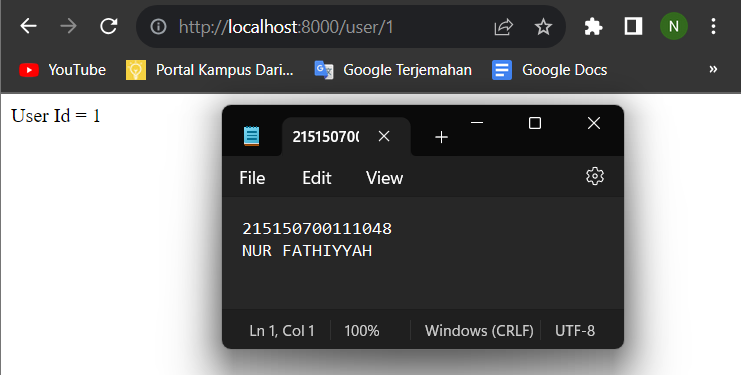 http://localhost:8000/user/1
N
YouTube
Portal Kampus Dari...
Google Terjemahan
Google Docs
»
User Id = 1
21515070
File Edit View
215150700111048
NUR FATHIYYAH
Ln 1, Col 1 100% Windows (CRLF) UTF-8